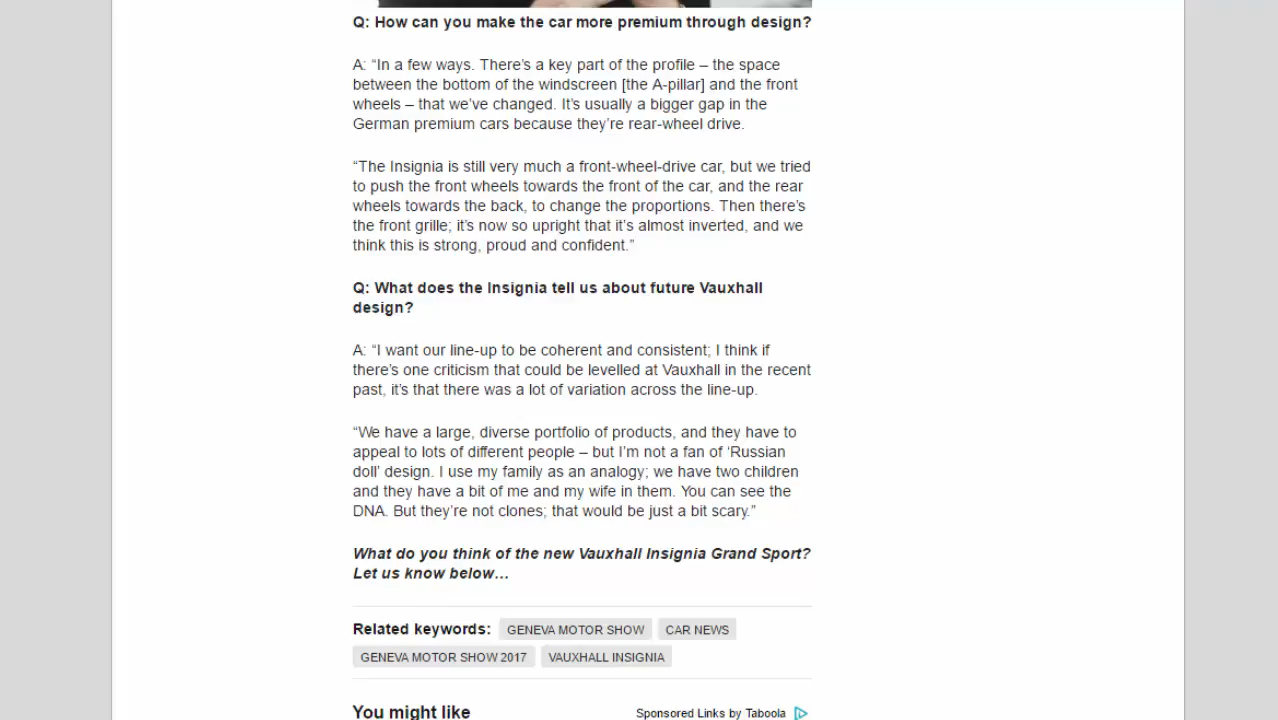 Q: How can you make the car more premium through design?
A: “In a few ways. There’s a key part of the profile – the space
between the bottom of the windscreen [the A-pillar] and the front
wheels – that we’ve changed. It’s usually a bigger gap in the
German premium cars because they’re rear-wheel drive.
“The Insignia is still very much a front-wheel-drive car, but we tried
to push the front wheels towards the front of the car, and the rear
wheels towards the back, to change the proportions. Then there’s
the front grille; it’s now so upright that it’s almost inverted, and we
think this is strong, proud and confident.”
Q: What does the Insignia tell us about future Vauxhall
design?
A: “I want our line-up to be coherent and consistent; I think if
there’s one criticism that could be levelled at Vauxhall in the recent
past, it’s that there was a lot of variation across the line-up.
“We have a large, diverse portfolio of products, and they have to
appeal to lots of different people – but I’m not a fan of ‘Russian
doll’ design. I use my family as an analogy; we have two children
and they have a bit of me and my wife in them. You can see the
DNA. But they’re not clones; that would be just a bit scary.”
What do you think of the new Vauxhall Insignia Grand Sport?
Let us know below…
Related keywords: GENEVA MOTOR SHOW CAR NEWS
GENEVA MOTOR SHOW 2017 VAUXHALL INSIGNIA
You might like Sponsored Links by Taboola